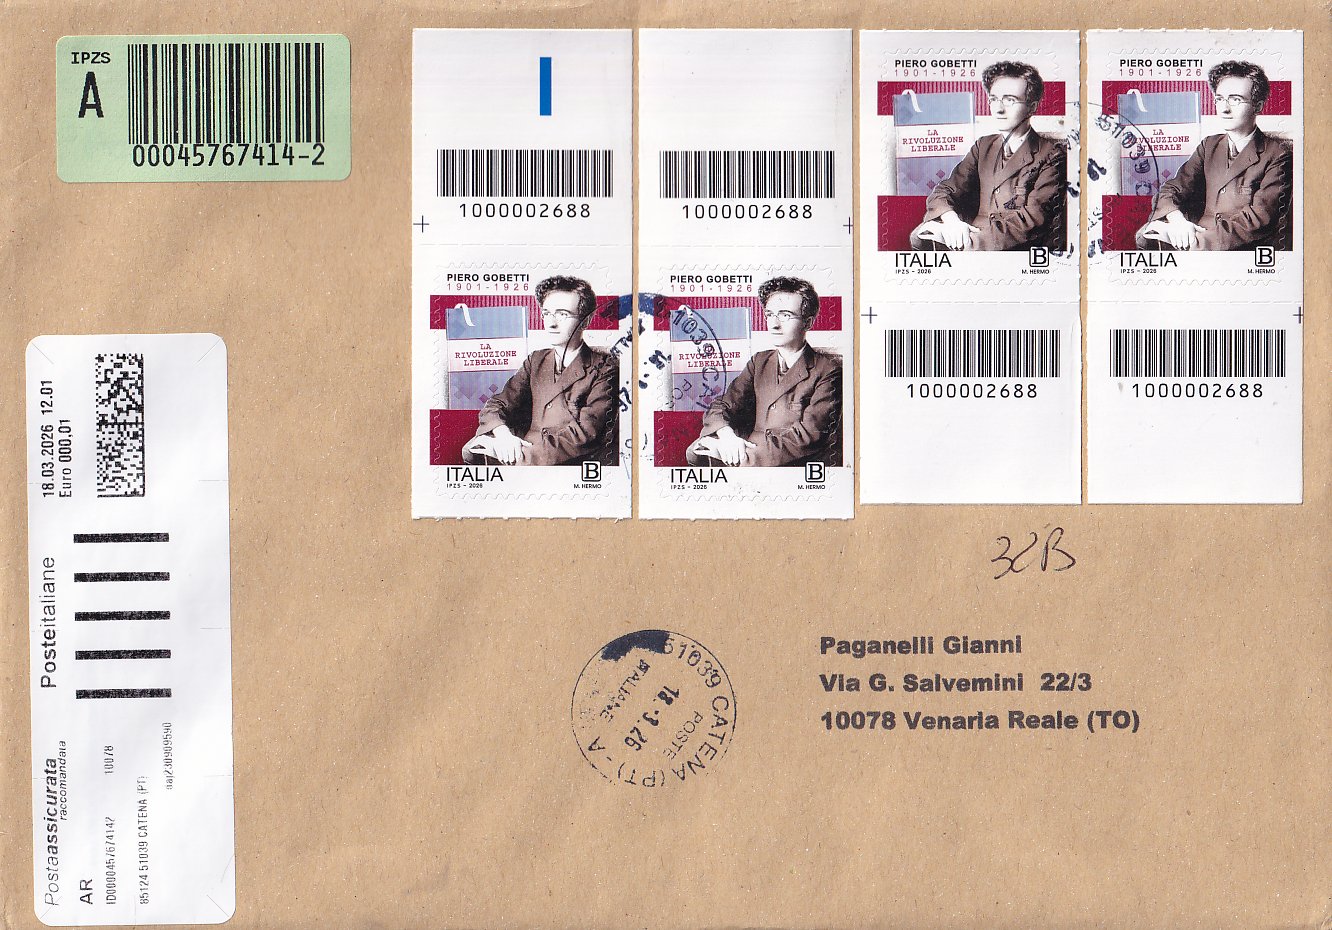 IPZS
A
00045767414-2
1000002688
PIERO GOBETTI
1901-1926
LA
RIVOLUZIONE
LIBERALE
ITALIA
B
IPZS - 2026
M. HERMO
1000002688
PIERO GOBETTI
1901-1926
RIVOLUZIONE
LIBERALE
ITALIA
B
IPZS - 2026
M. HERMO
PIERO GOBETTI
1901-1926
LA
RIVOLUZIONE
LIBERALE
ITALIA
B
IPZS - 2026
M. HERMO
1000002688
PIERO GOBETTI
1901-1926
LA
RIVOLUZIONE
LIBERALE
ITALIA
B
IPZS - 2026
M. HERMO
1000002688
18.03.2026 12.01
Euro 000,01
Posteitaliane
Postaassicurata
raccomandata
AR
10078
ID000045767414Z
85124 51039 CATENA (PT)
51039 CATENA (PT) - A
POSTE
ITALIANE
18.3.26
Paganelli Gianni
Via G. Salvemini 22/3
10078 Venaria Reale (TO)